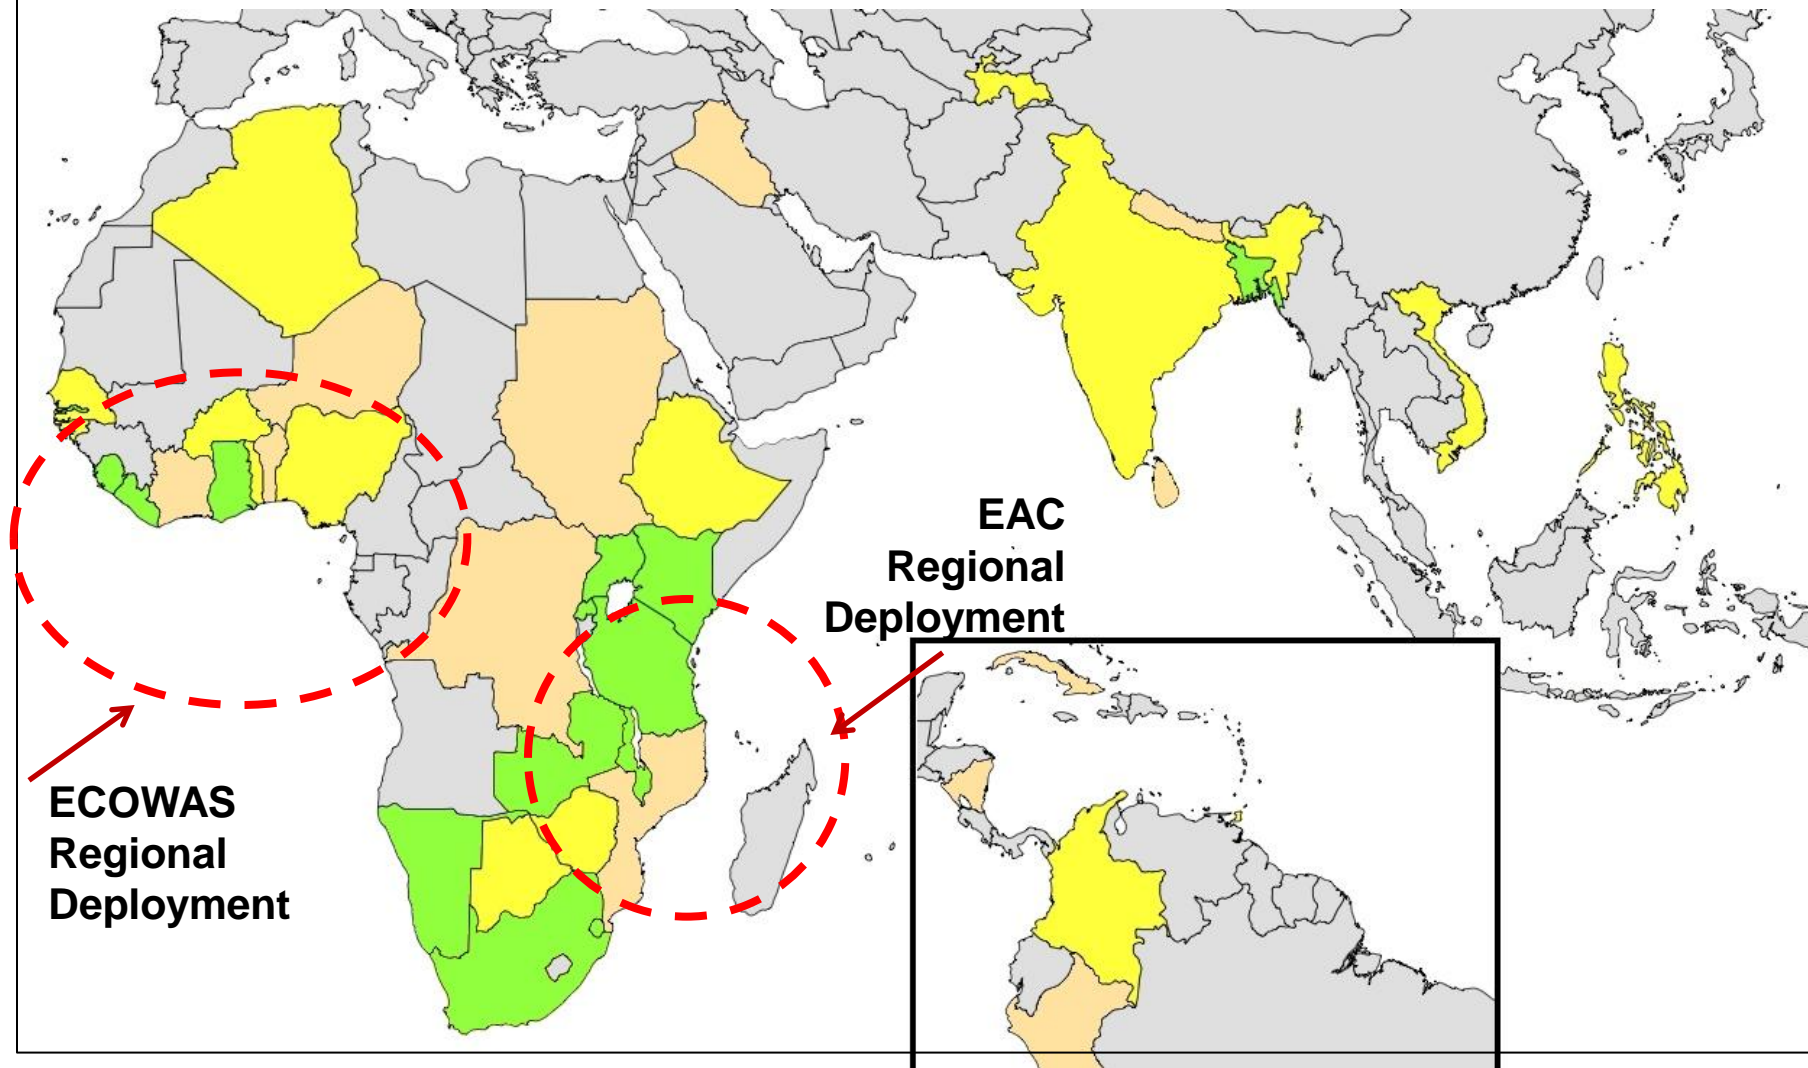 EAC
Regional
Deployment
ECOWAS
Regional
Deployment